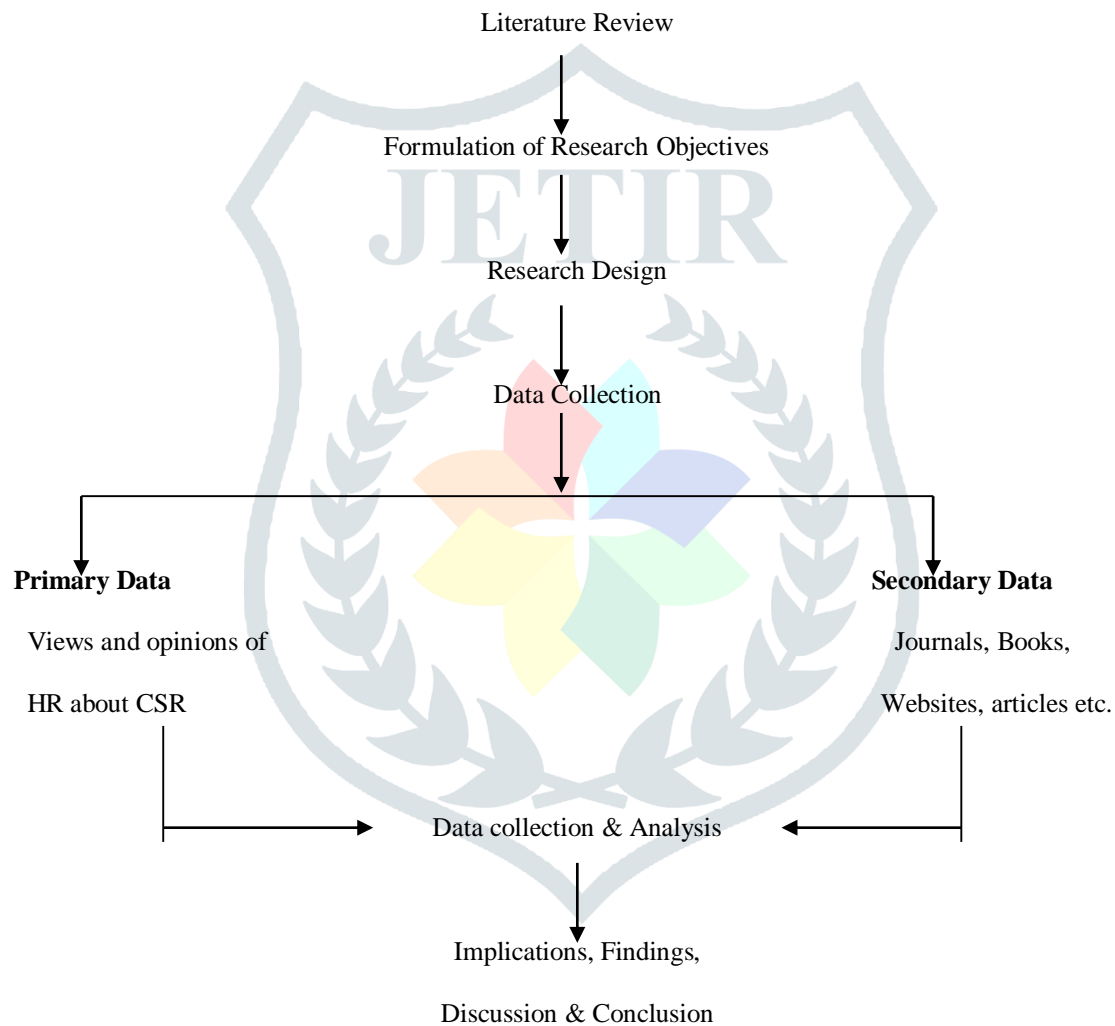 Literature Review
Formulation of Research Objectives
JETIR
Research Design
Data Collection
Primary Data
Views and opinions of
HR about CSR
Secondary Data
Journals, Books,
Websites, articles etc.
Data collection & Analysis
Implications, Findings,
Discussion & Conclusion